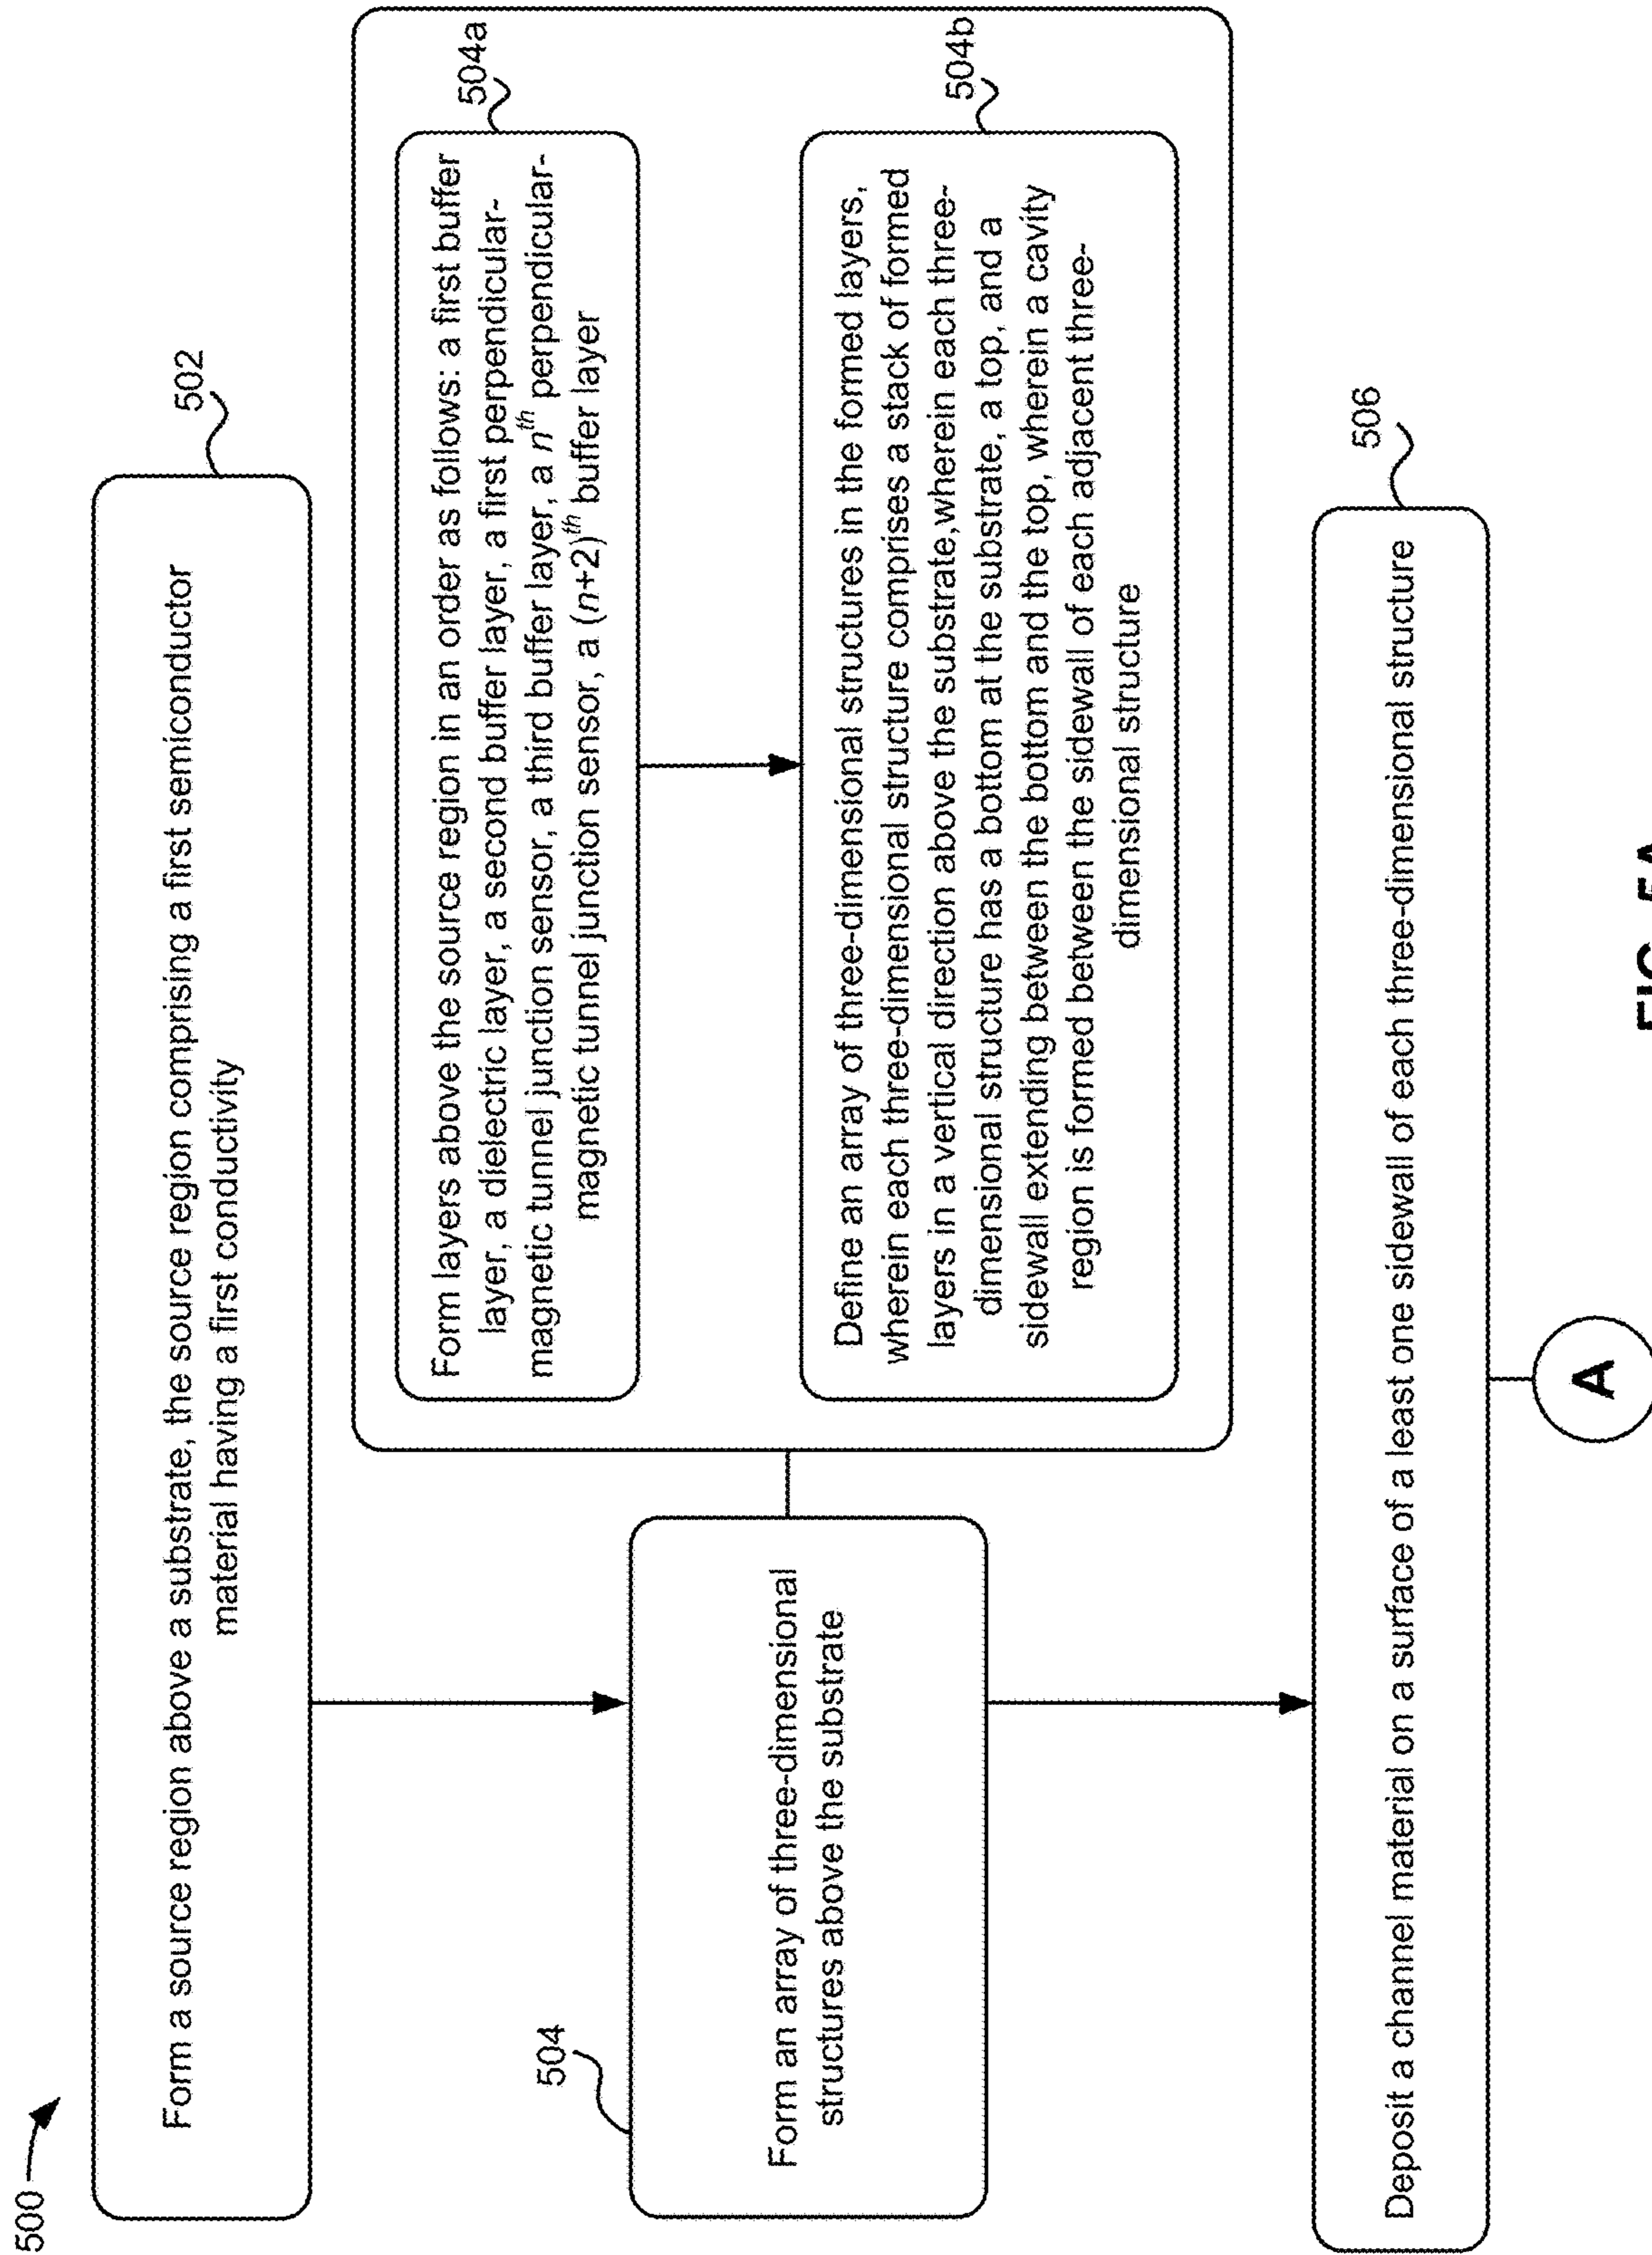 500
502
Form a source region above a substrate, the source region comprising a first semiconductor
material having a first conductivity
504
Form an array of three-dimensional
structures above the substrate
504a
Form layers above the source region in an order as follows: a first buffer
layer, a dielectric layer, a second buffer layer, a first perpendicular-
magnetic tunnel junction sensor, a third buffer layer, a nth perpendicular-
magnetic tunnel junction sensor, a (n+2)th buffer layer
504b
Define an array of three-dimensional structures in the formed layers,
wherein each three-dimensional structure comprises a stack of formed
layers in a vertical direction above the substrate,wherein each three-
dimensional structure has a bottom at the substrate, a top, and a
sidewall extending between the bottom and the top, wherein a cavity
region is formed between the sidewall of each adjacent three-
dimensional structure
506
Deposit a channel material on a surface of a least one sidewall of each three-dimensional structure
A
FIG. 5A